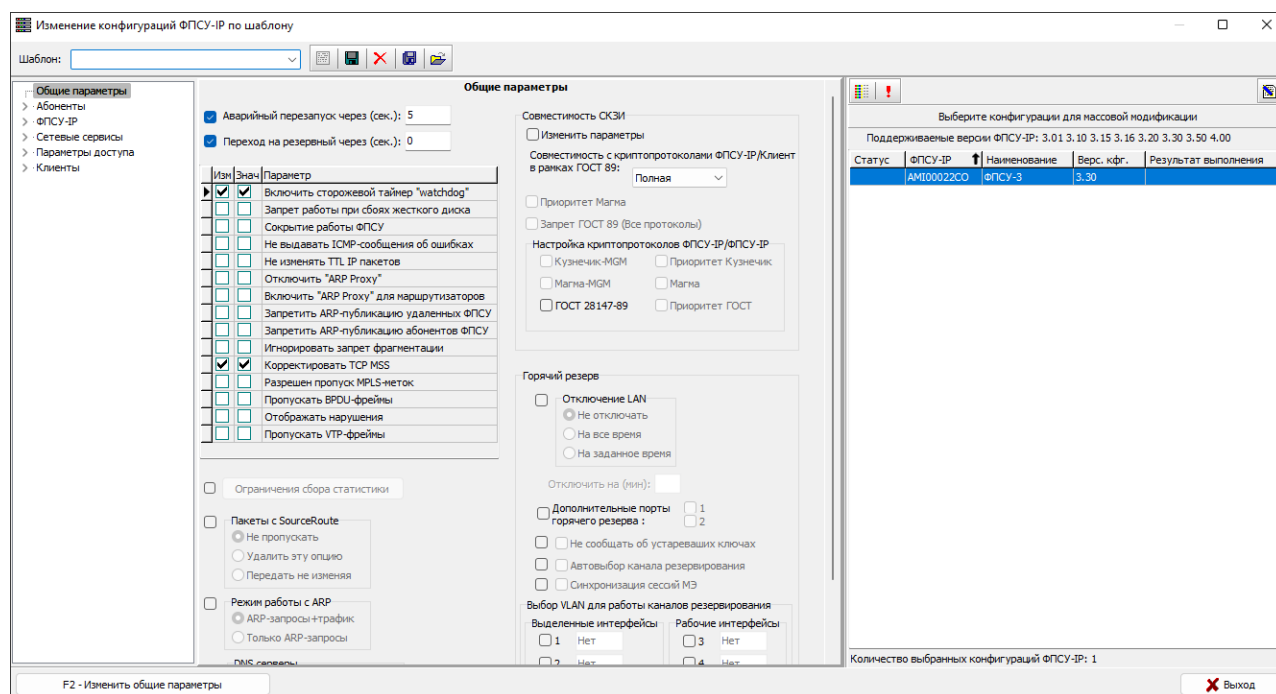 Изменение конфигураций ФПСУ-IP по шаблону
Шаблон:
Общие параметры
Абоненты
ФПСУ-IP
Сетевые сервисы
Параметры доступа
Клиенты
Общие параметры
Аварийный перезапуск через (сек.): 5
Переход на резервный через (сек.): 0
Изм Знач Параметр
Включить сторожевой таймер "watchdog"
Запрет работы при сбоях жесткого диска
Сокрытие работы ФПСУ
Не выдавать ICMP-сообщения об ошибках
Не изменять TTL IP пакетов
Отключить "ARP Proxy"
Включить "ARP Proxy" для маршрутизаторов
Запретить ARP-публикацию удаленных ФПСУ
Запретить ARP-публикацию абонентов ФПСУ
Игнорировать запрет фрагментации
Корректировать TCP MSS
Разрешен пропуск MPLS-меток
Пропускать BPDU-фреймы
Отображать нарушения
Пропускать VTP-фреймы
Ограничения сбора статистики
Пакеты с SourceRoute
Не пропускать
Удалить эту опцию
Передать не изменяя
Режим работы с ARP
ARP-запросы+трафик
Только ARP-запросы
DNS серверы
Совместимость СКЗИ
Изменить параметры
Совместимость с криптопротоколами ФПСУ-IP/Клиент
в рамках ГОСТ 89:
Полная
Приоритет Магма
Запрет ГОСТ 89 (Все протоколы)
Настройка криптопротоколов ФПСУ-IP/ФПСУ-IP
Кузнечик-MGM Приоритет Кузнечик
Магма-MGM Магма
ГОСТ 28147-89 Приоритет ГОСТ
Горячий резерв
Отключение LAN
Не отключать
На все время
На заданное время
Отключить на (мин):
Дополнительные порты 1
горячего резерва : 2
Не сообщать об устареваших ключах
Автовыбор канала резервирования
Синхронизация сессий МЭ
Выбор VLAN для работы каналов резервирования
Выделенные интерфейсы Рабочие интерфейсы
1 Нет 3 Нет
2 Нет 4 Нет
Выберите конфигурации для массовой модификации
Поддерживаемые версии ФПСУ-IP: 3.01 3.10 3.15 3.16 3.20 3.30 3.50 4.00
Статус ФПСУ-IP Наименование Верс. кфг. Результат выполнения
AMI00022CO ФПСУ-3 3.30
Количество выбранных конфигураций ФПСУ-IP: 1
F2 - Изменить общие параметры
Выход